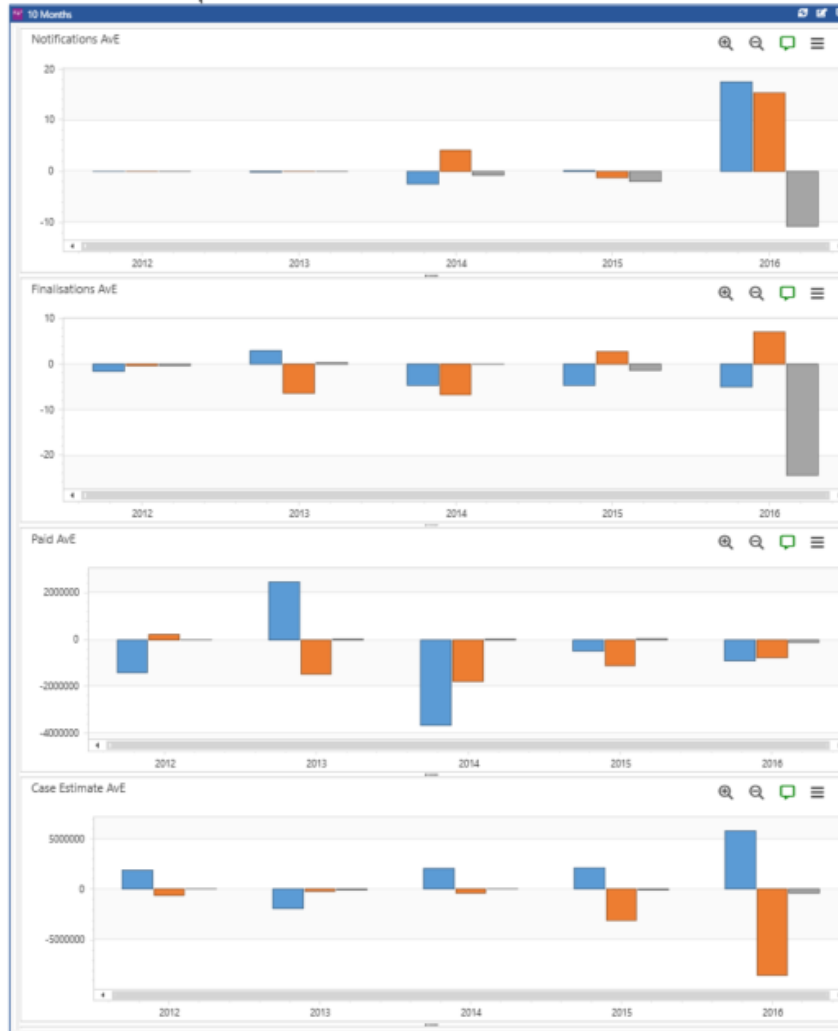 10 Months
Notifications AvE
20
10
0
-10
2012 2013 2014 2015 2016
Finalisations AvE
10
0
-10
-20
2012 2013 2014 2015 2016
Paid AvE
2000000
0
-2000000
-4000000
2012 2013 2014 2015 2016
Case Estimate AvE
5000000
0
-5000000
2012 2013 2014 2015 2016